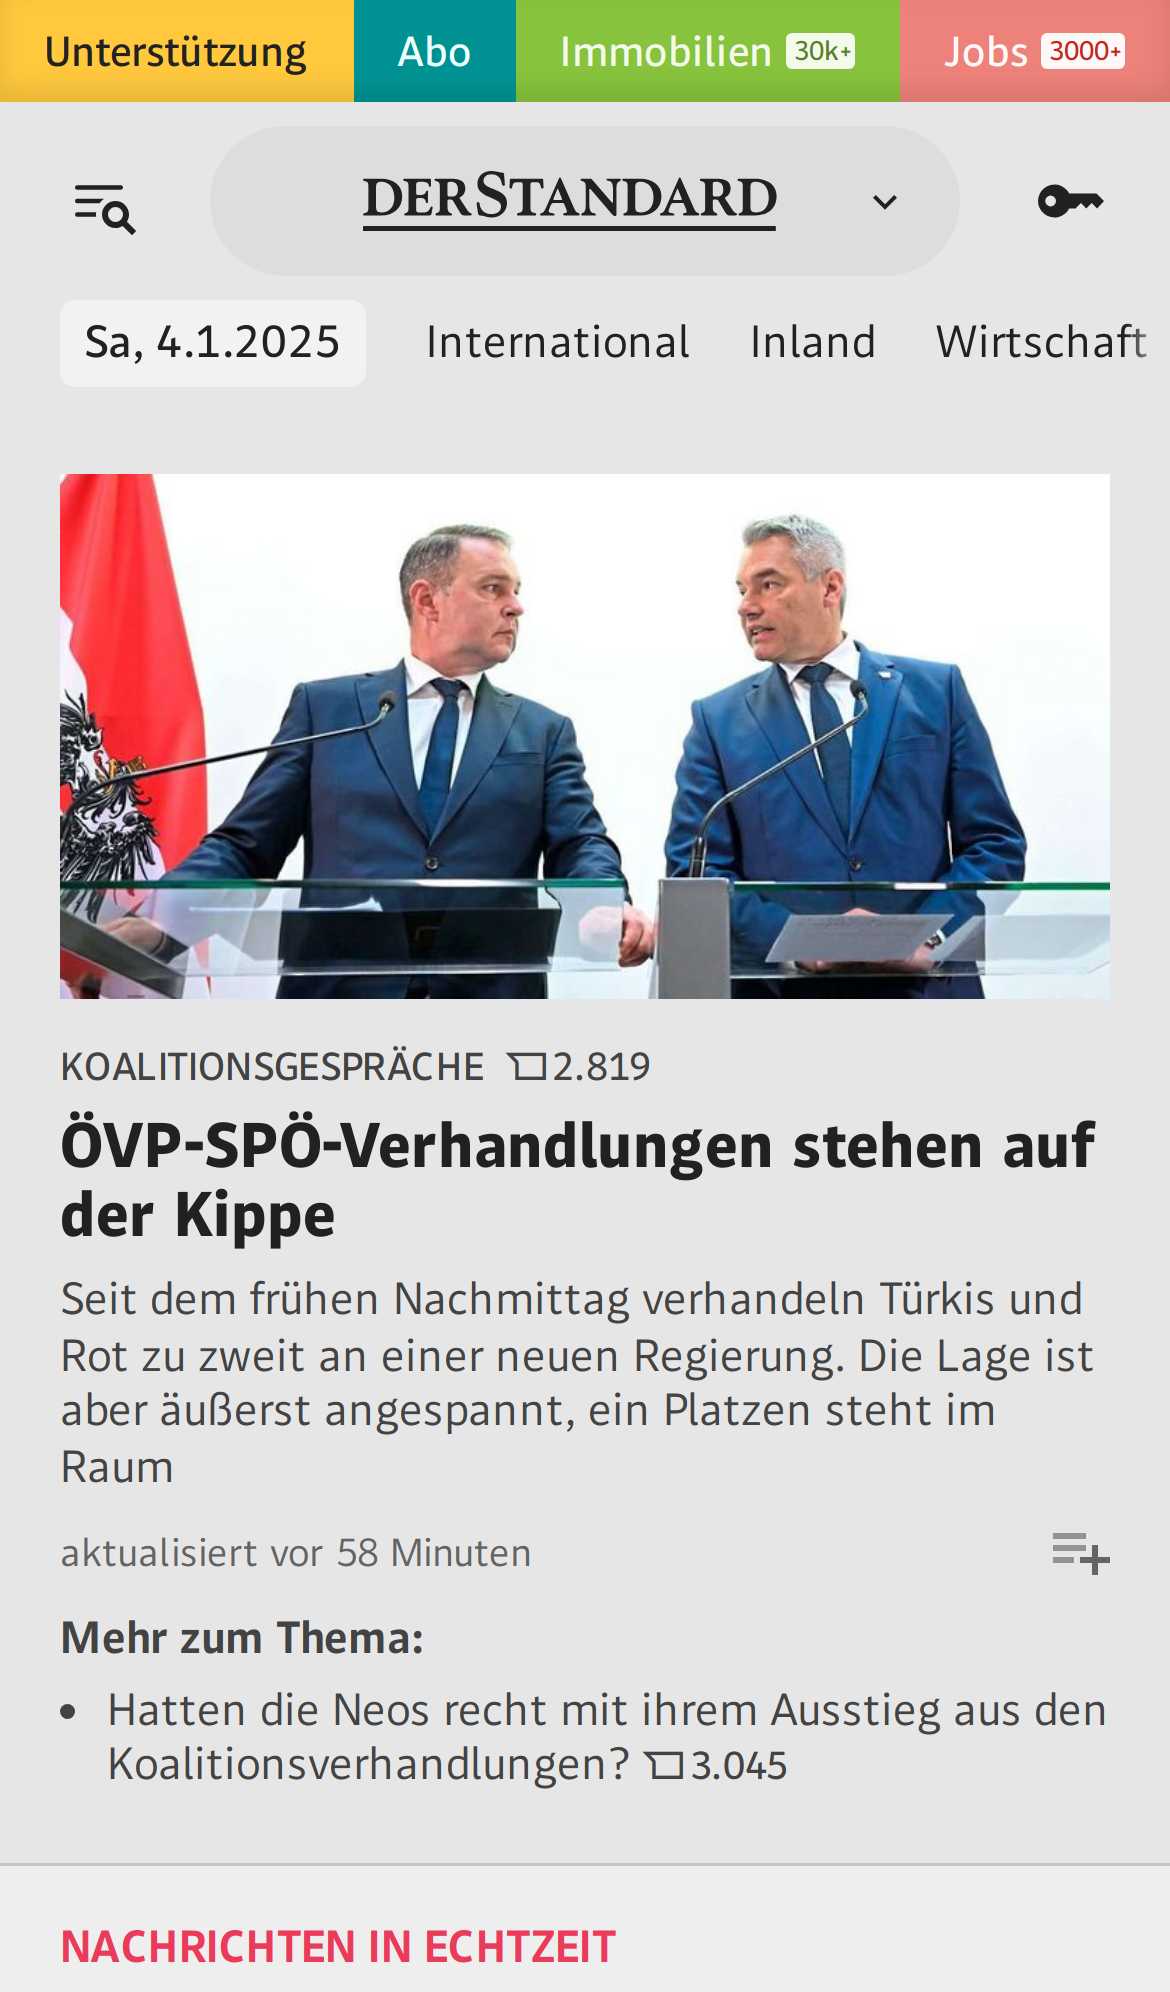 Unterstützung
Abo
Immobilien 30k+
Jobs 3000+
DERSTANDARD
Sa, 4.1.2025
International
Inland
Wirtschaft
KOALITIONSGESPRÄCHE 2.819
ÖVP-SPÖ-Verhandlungen stehen auf
der Kippe
Seit dem frühen Nachmittag verhandeln Türkis und
Rot zu zweit an einer neuen Regierung. Die Lage ist
aber äußerst angespannt, ein Platzen steht im
Raum
aktualisiert vor 58 Minuten
Mehr zum Thema:
• Hatten die Neos recht mit ihrem Ausstieg aus den
Koalitionsverhandlungen? 3.045
NACHRICHTEN IN ECHTZEIT